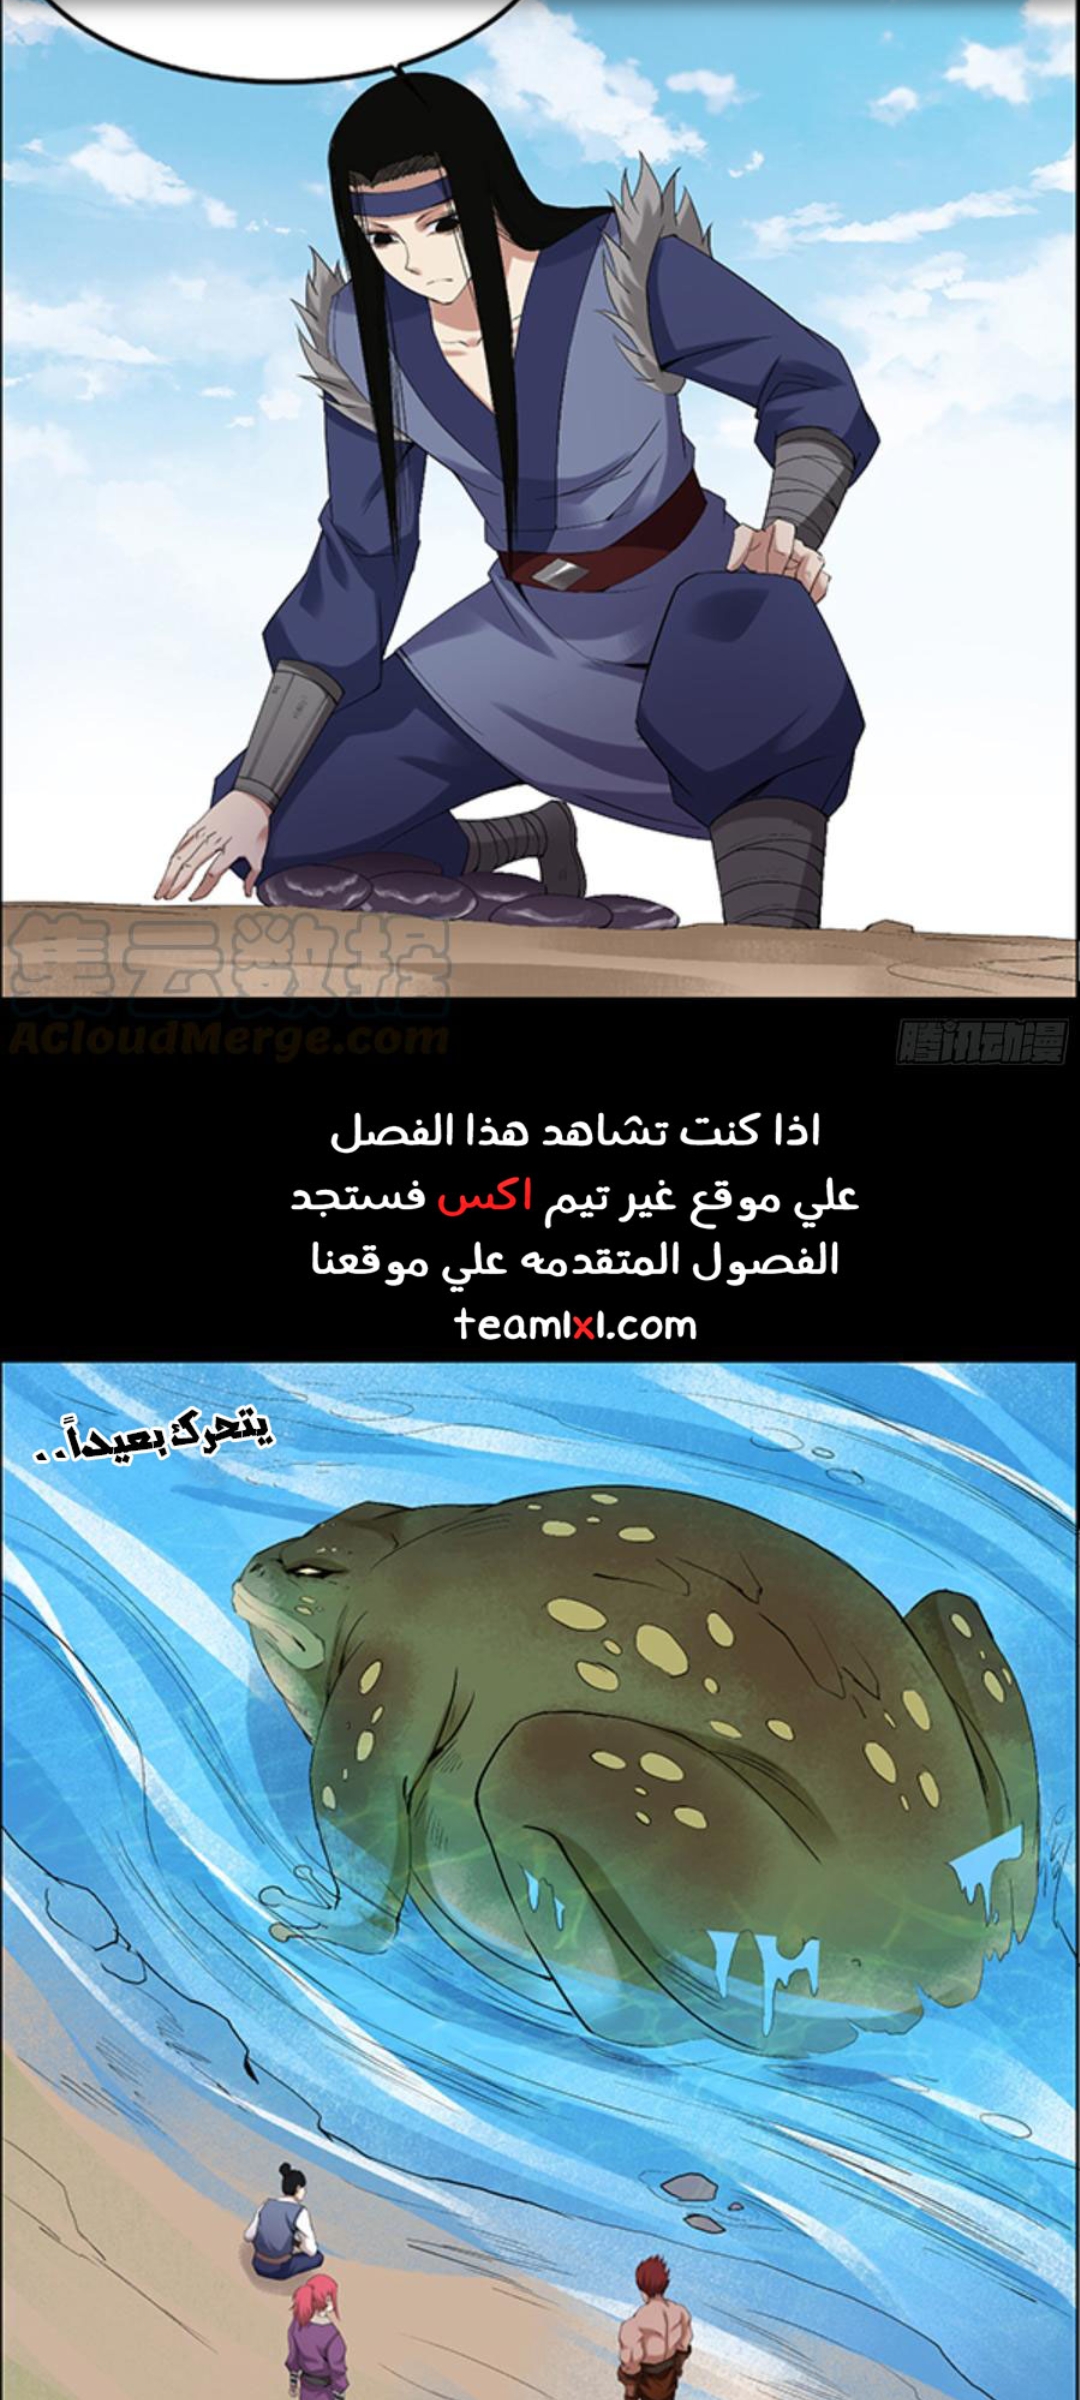 集云数据
ACloudMerge.com
腾讯动漫
اذا كنت تشاهد هذا الفصل
علي موقع غير تيم اكس فستجد
الفصول المتقدمه علي موقعنا
teamlxl.com
يتحرك بعيداً..